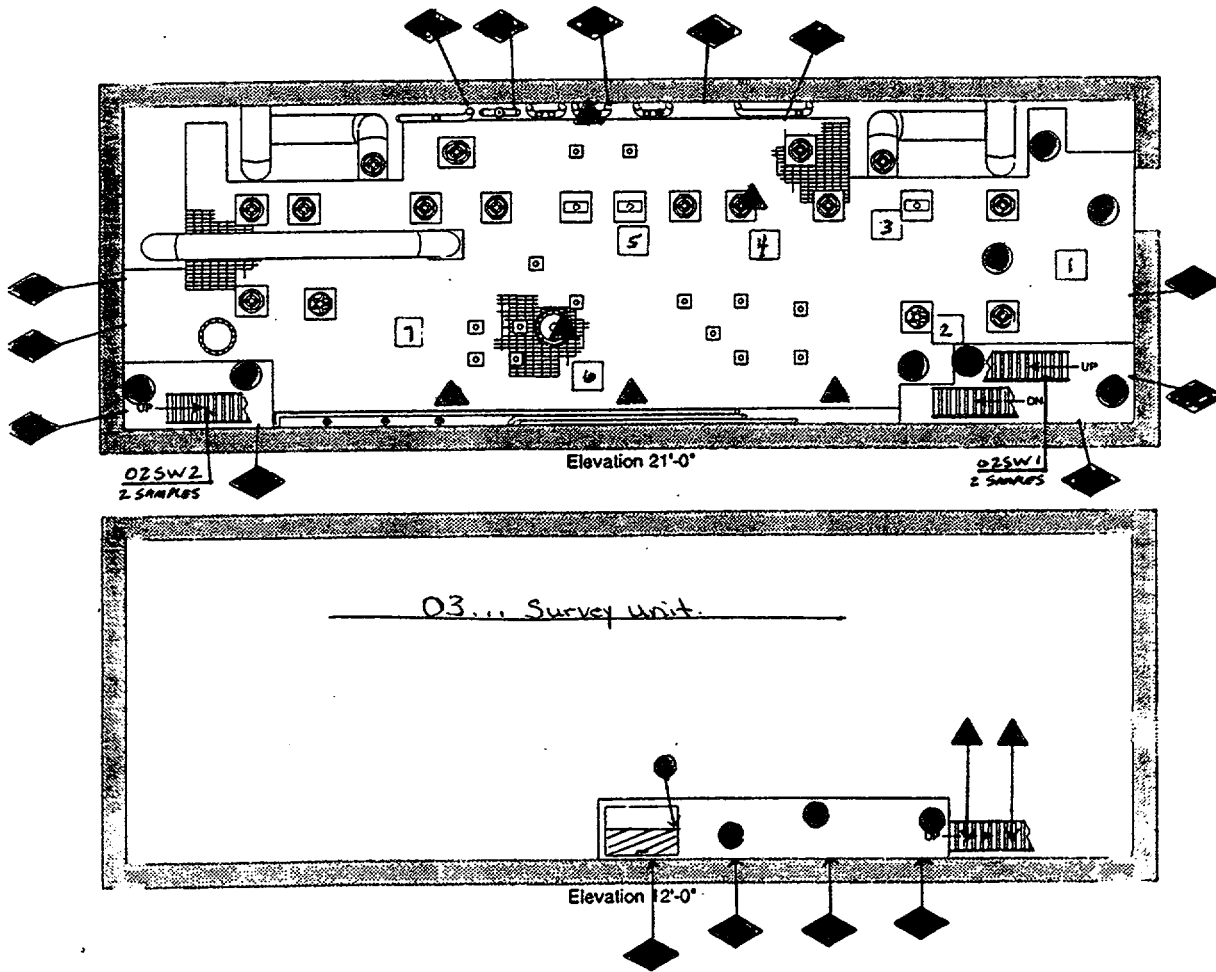 3
5
4
1
2
7
6
UP
UP
DN
Elevation 21'-0"
02SW2
2 SAMPLES
02SW1
2 SAMPLES
03... Survey unit.
UP
Elevation 12'-0"